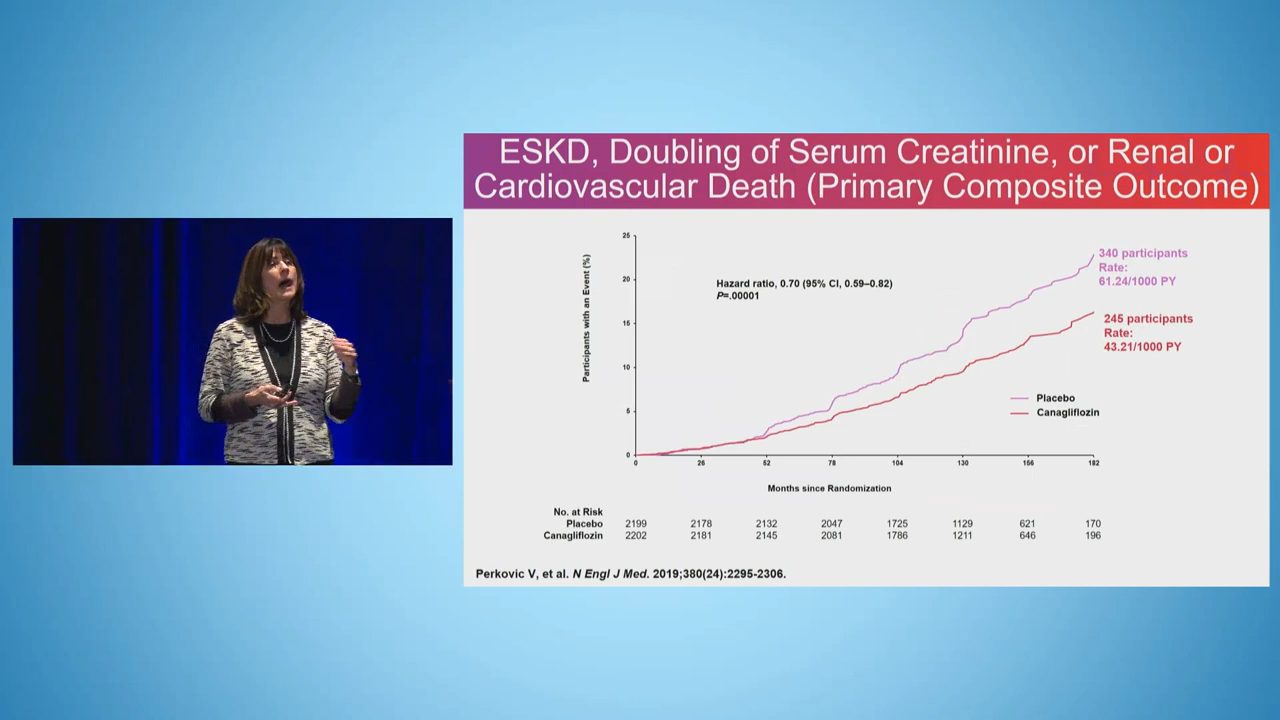 ESKD, Doubling of Serum Creatinine, or Renal or
Cardiovascular Death (Primary Composite Outcome)
25
20
15
10
5
0
Participants with an Event (%)
Hazard ratio, 0.70 (95% CI, 0.59–0.82)
P=.00001
340 participants
Rate:
61.24/1000 PY
245 participants
Rate:
43.21/1000 PY
Placebo
Canagliflozin
0 26 52 78 104 130 156 182
Months since Randomization
No. at Risk
Placebo 2199 2178 2132 2047 1725 1129 621 170
Canagliflozin 2202 2181 2145 2081 1786 1211 646 196
Perkovic V, et al. N Engl J Med. 2019;380(24):2295-2306.